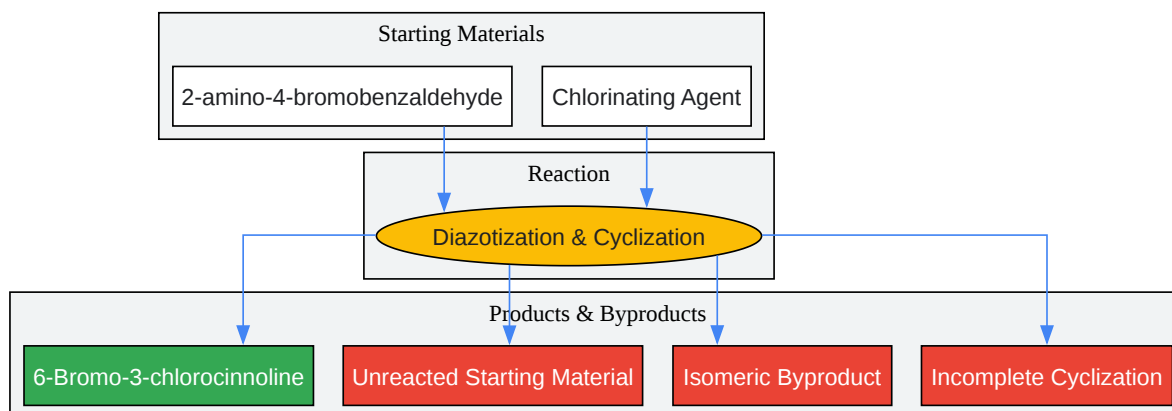 Starting Materials
2-amino-4-bromobenzaldehyde
Chlorinating Agent
Reaction
Diazotization & Cyclization
Products & Byproducts
6-Bromo-3-chlorocinnoline
Unreacted Starting Material
Isomeric Byproduct
Incomplete Cyclization